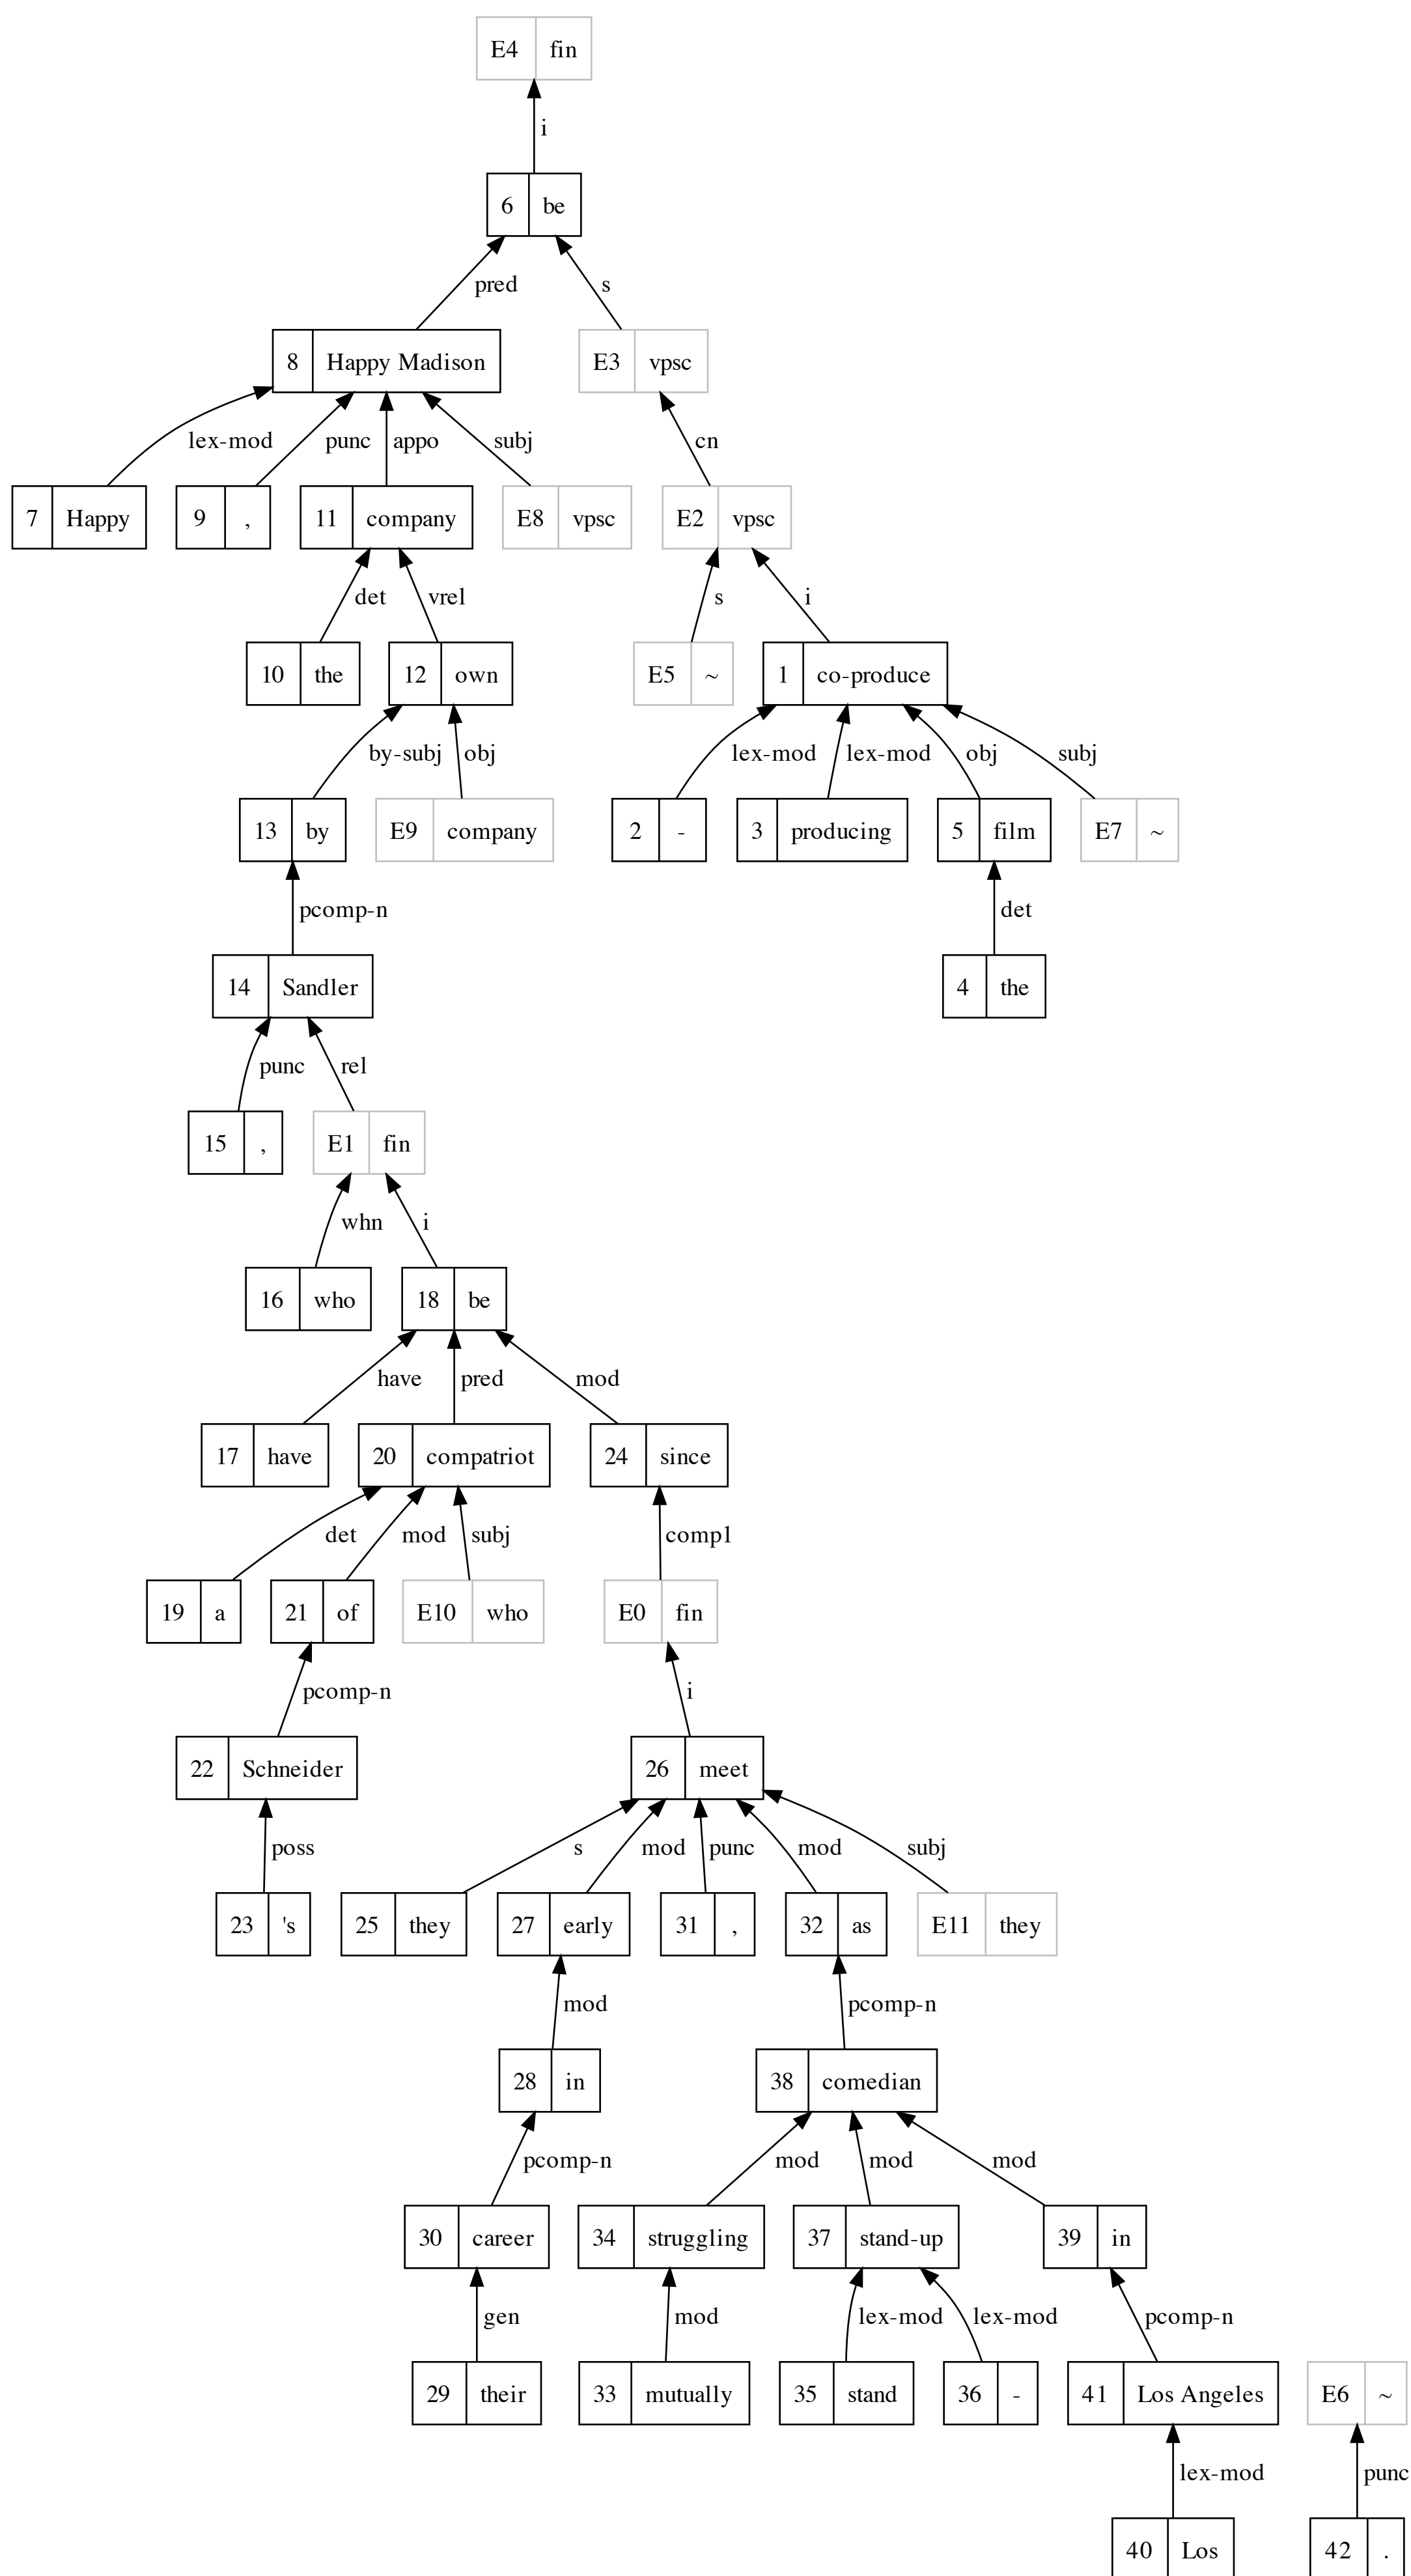 E4 fin
i
6 be
pred s
8 Happy Madison E3 vpsc
lex-mod punc appo subj cn
7 Happy 9 , 11 company E8 vpsc E2 vpsc
det vrel s i
10 the 12 own E5 ~ 1 co-produce
by-subj obj lex-mod lex-mod obj subj
13 by E9 company 2 - 3 producing 5 film E7 ~
pcomp-n det
14 Sandler 4 the
punc rel
15 , E1 fin
whn i
16 who 18 be
have pred mod
17 have 20 compatriot 24 since
det mod subj comp1
19 a 21 of E10 who E0 fin
pcomp-n i
22 Schneider 26 meet
poss s mod punc mod subj
23 's 25 they 27 early 31 , 32 as E11 they
mod pcomp-n
28 in 38 comedian
pcomp-n mod mod mod
30 career 34 struggling 37 stand-up 39 in
gen mod lex-mod lex-mod pcomp-n
29 their 33 mutually 35 stand 36 - 41 Los Angeles E6 ~
lex-mod punc
40 Los 42 .